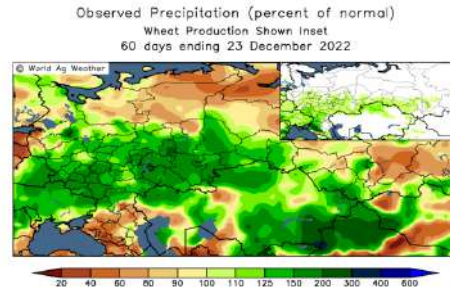 Observed Precipitation (percent of normal)
Wheat Production Shown Inset
60 days ending 23 December 2022
© World Ag Weather
20 40 60 80 90 100 110 125 150 200 300 400 600